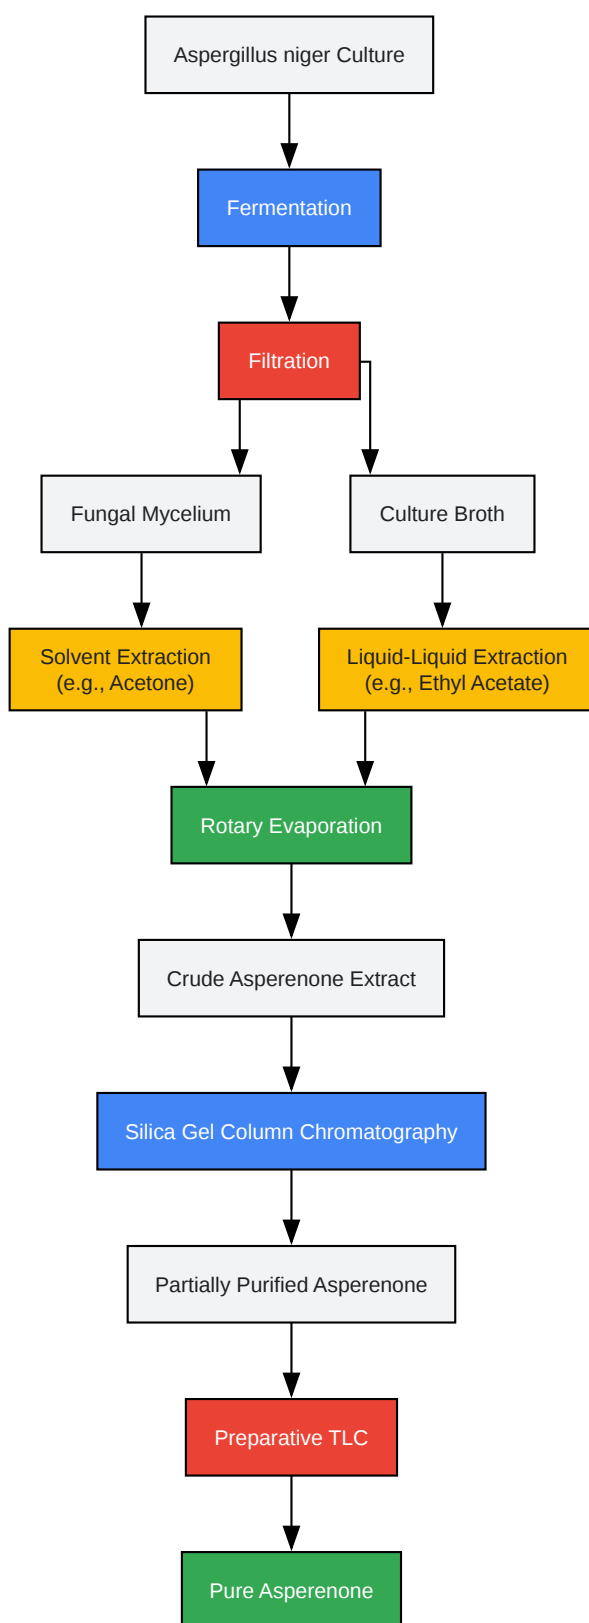 Aspergillus niger Culture
Fermentation
Filtration
Fungal Mycelium
Culture Broth
Solvent Extraction
(e.g., Acetone)
Liquid-Liquid Extraction
(e.g., Ethyl Acetate)
Rotary Evaporation
Crude Asperenone Extract
Silica Gel Column Chromatography
Partially Purified Asperenone
Preparative TLC
Pure Asperenone